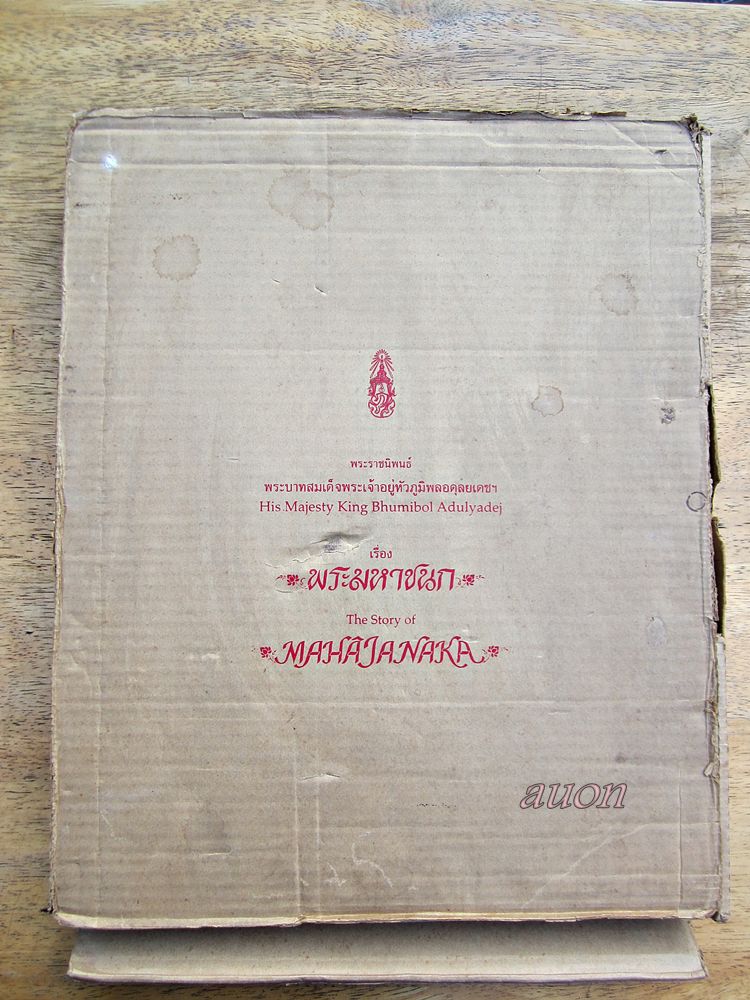 พระราชนิพนธ์
พระบาทสมเด็จพระเจ้าอยู่หัวภูมิพลอดุลยเดชฯ
His Majesty King Bhumibol Adulyadej
เรื่อง
พระมหาชนก
The Story of
MAHĀJANAKA
auon